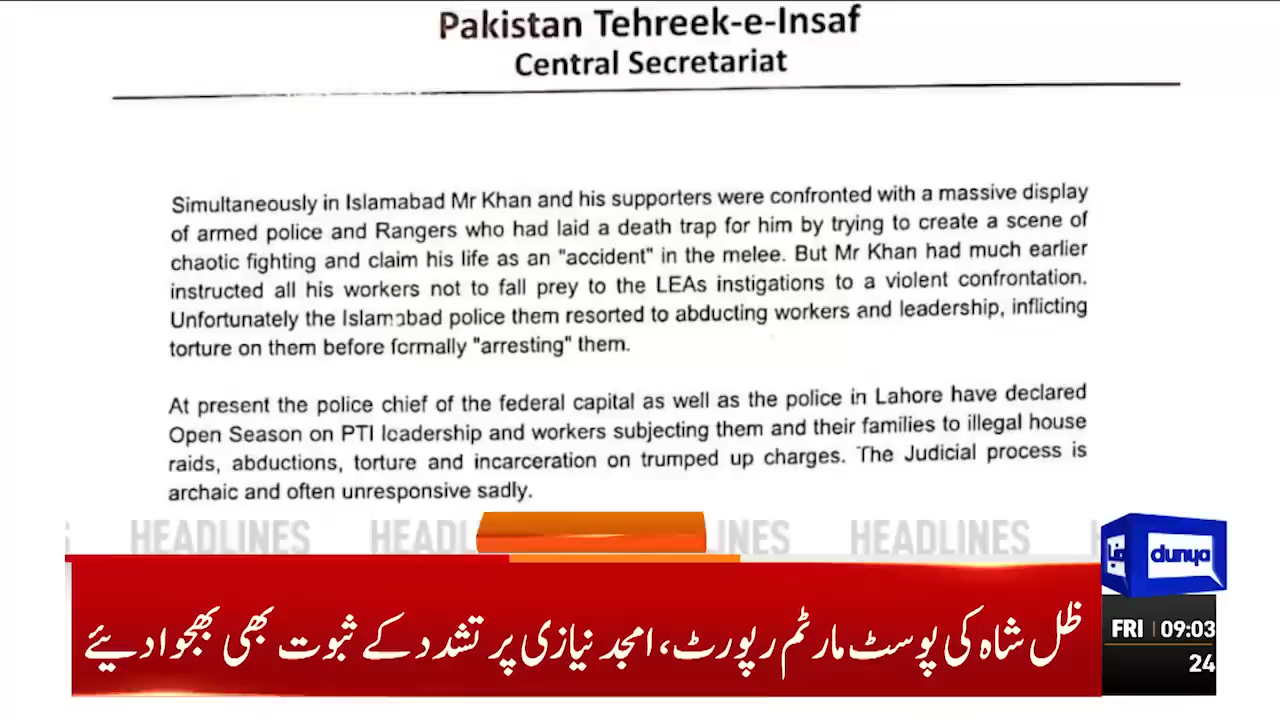 Pakistan Tehreek-e-Insaf
Central Secretariat
Simultaneously in Islamabad Mr Khan and his supporters were confronted with a massive display
of armed police and Rangers who had laid a death trap for him by trying to create a scene of
chaotic fighting and claim his life as an "accident" in the melee. But Mr Khan had much earlier
instructed all his workers not to fall prey to the LEAs instigations to a violent confrontation.
Unfortunately the Islamabad police them resorted to abducting workers and leadership, inflicting
torture on them before formally "arresting" them.
At present the police chief of the federal capital as well as the police in Lahore have declared
Open Season on PTI leadership and workers subjecting them and their families to illegal house
raids, abductions, torture and incarceration on trumped up charges. The Judicial process is
archaic and often unresponsive sadly.
HEADLINES HEADLINES HEADLINES
dunya
ظل شاہ کی پوسٹ مارٹم رپورٹ، امجد نیازی پر تشدد کے ثبوت بھی بھجوا دیئے
FRI 09:03
24